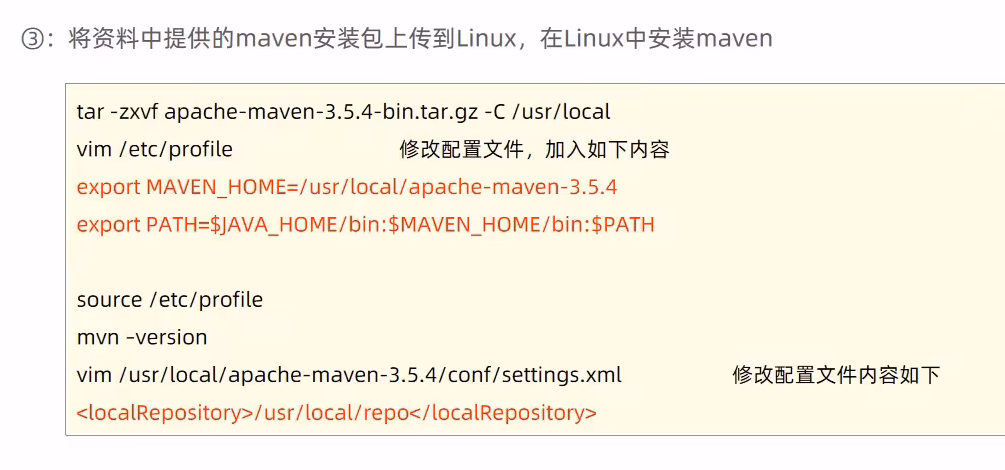 ③：将资料中提供的maven安装包上传到Linux，在Linux中安装maven
tar -zxvf apache-maven-3.5.4-bin.tar.gz -C /usr/local
vim /etc/profile 修改配置文件，加入如下内容
export MAVEN_HOME=/usr/local/apache-maven-3.5.4
export PATH=$JAVA_HOME/bin:$MAVEN_HOME/bin:$PATH
source /etc/profile
mvn –version
vim /usr/local/apache-maven-3.5.4/conf/settings.xml 修改配置文件内容如下
<localRepository>/usr/local/repo</localRepository>